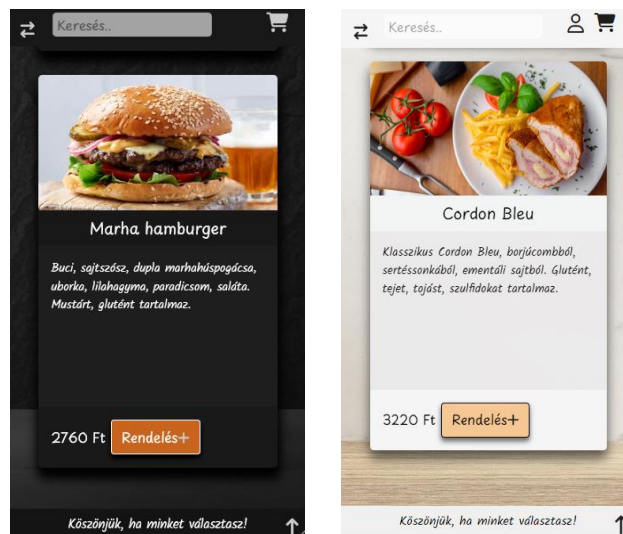 Keresés..
Marha hamburger
Buci, sajtszósz, dupla marhahúspogácsa,
uborka, lilahagyma, paradicsom, saláta.
Mustárt, glutént tartalmaz.
2760 Ft Rendelés+
Köszönjük, ha minket választasz!
Keresés..
Cordon Bleu
Klasszikus Cordon Bleu, borjúcombból,
sertéssonkából, ementáli sajtból. Glutént,
tejet, tojást, szulfidokat tartalmaz.
3220 Ft Rendelés+
Köszönjük, ha minket választasz!